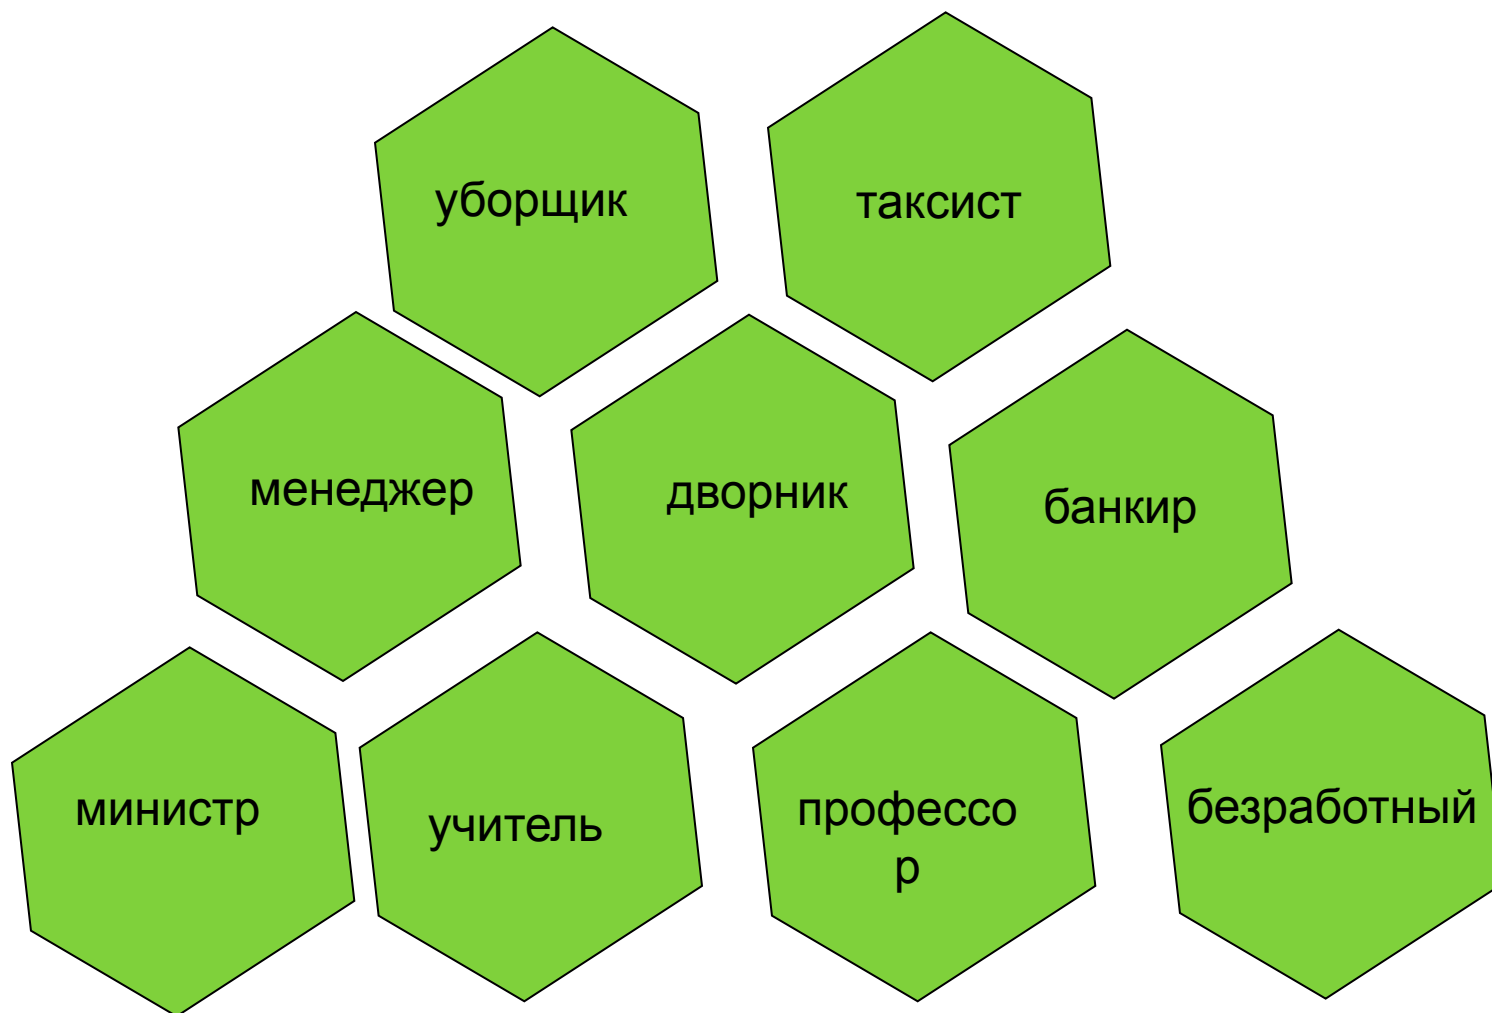 уборщик
таксист
менеджер
дворник
банкир
министр
учитель
профессо
р
безработный